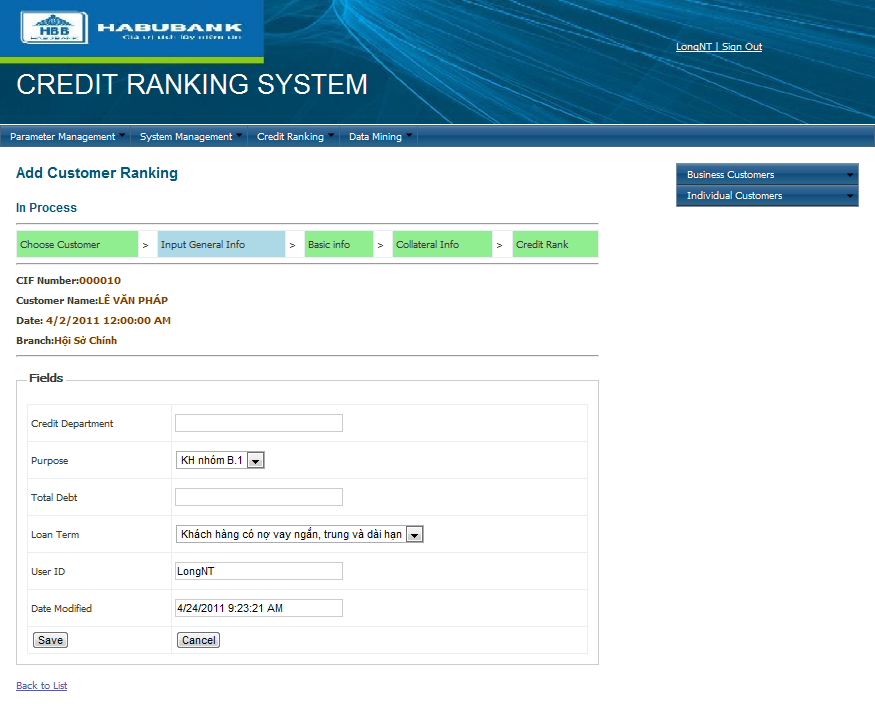 HBB
HABUBANK
HABUBANK
Giá trị tích lũy niềm tin
LongNT | Sign Out
CREDIT RANKING SYSTEM
Parameter Management System Management Credit Ranking Data Mining
Add Customer Ranking
Business Customers
Individual Customers
In Process
Choose Customer > Input General Info > Basic info > Collateral Info > Credit Rank
CIF Number:000010
Customer Name:LÊ VĂN PHÁP
Date: 4/2/2011 12:00:00 AM
Branch:Hội Sở Chính
Fields
Credit Department
Purpose KH nhóm B.1
Total Debt
Loan Term Khách hàng có nợ vay ngắn, trung và dài hạn
User ID LongNT
Date Modified 4/24/2011 9:23:21 AM
Save Cancel
Back to List